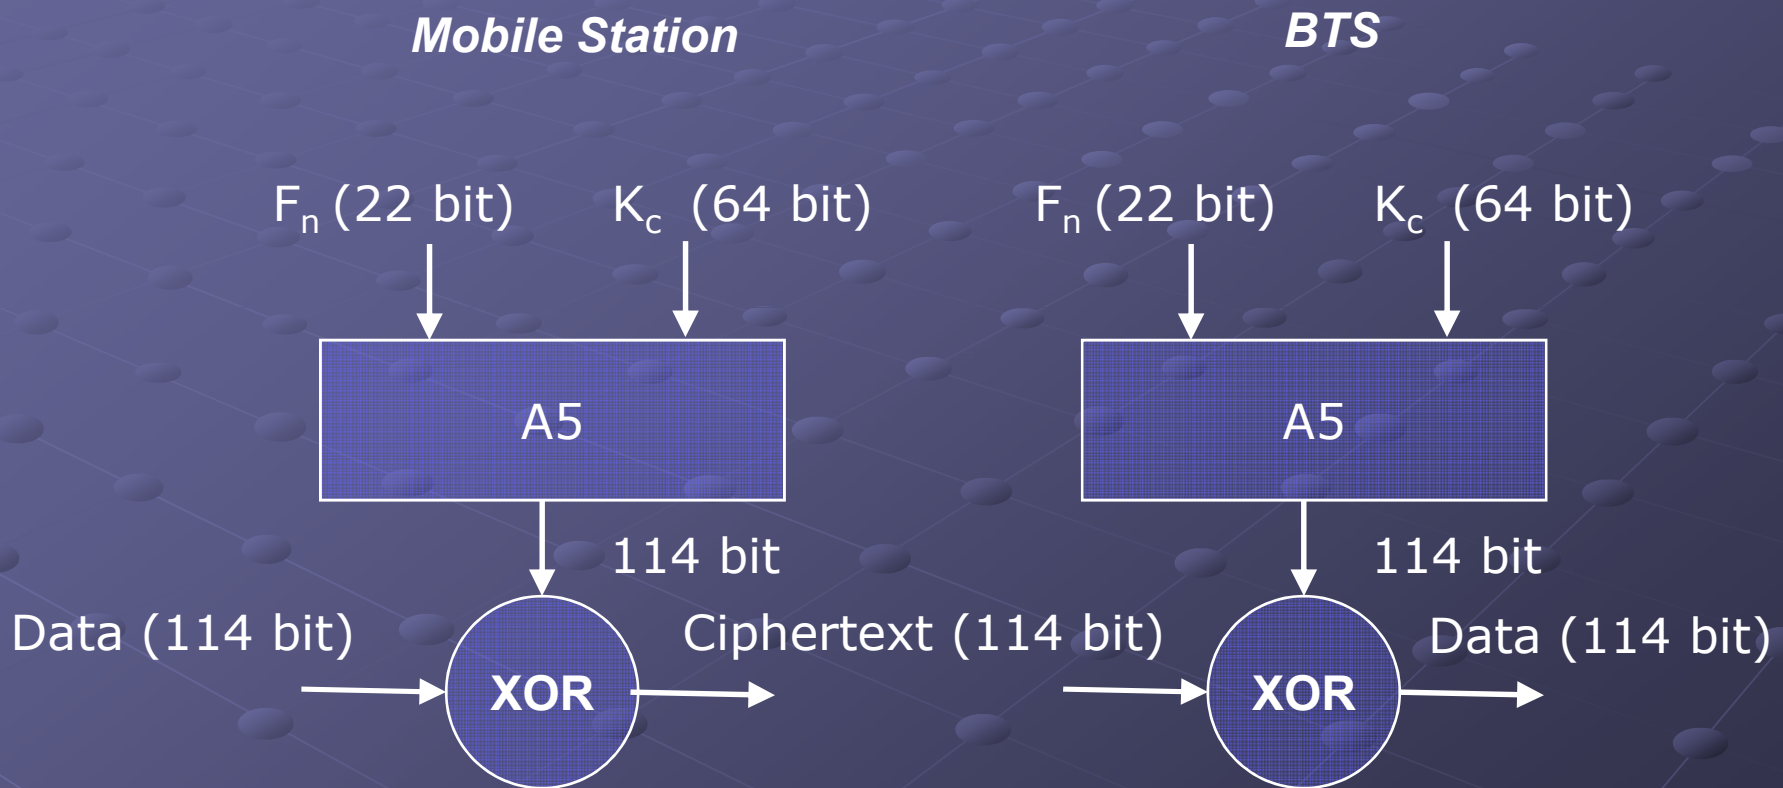 Mobile Station
BTS
Fn (22 bit)
Kc (64 bit)
Fn (22 bit)
Kc (64 bit)
A5
A5
114 bit
114 bit
Data (114 bit)
Ciphertext (114 bit)
Data (114 bit)
XOR
XOR